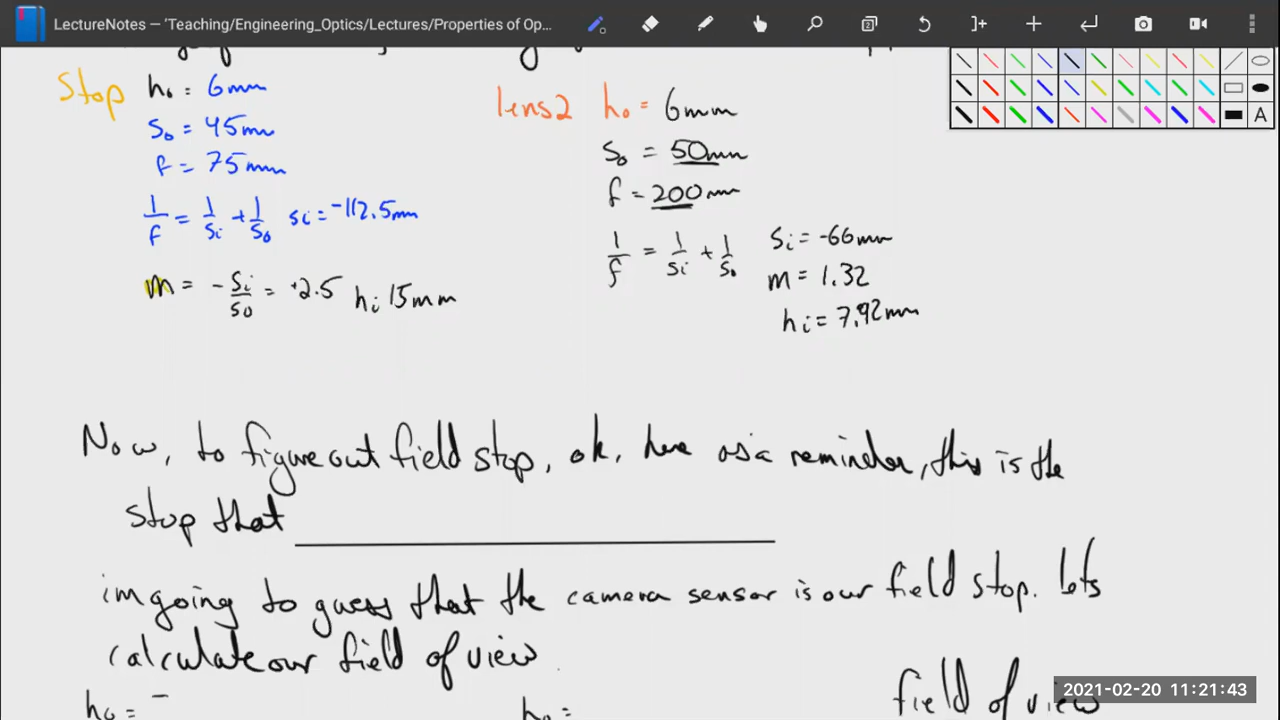 LectureNotes — 'Teaching/Engineering_Optics/Lectures/Properties of Op...
A
Stop h₀ = 6mm
s₀ = 45mm
f = 75mm
1/f = 1/si + 1/s₀ si = -112.5mm
m = -si/s₀ = +2.5 hi 15mm
lens2 h₀ = 6mm
s₀ = 50mm
f = 200mm
1/f = 1/si + 1/s₀
si = -66mm
m = 1.32
hi = 7.92mm
Now, to figure out field stop, ok, here as a reminder, this is the
stop that
im going to guess that the camera sensor is our field stop. lets
calculate our field of view
h₀ = -
h₀ =
field of view
2021-02-20 11:21:43